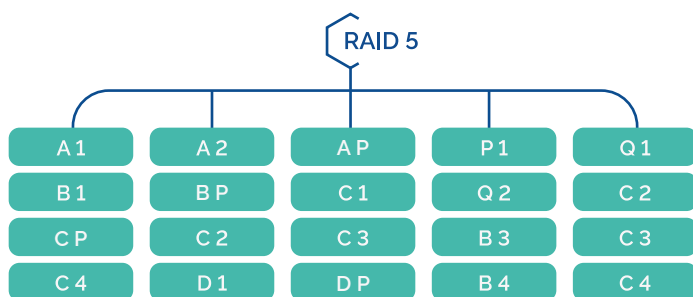 RAID 5
A 1 A 2 A P P 1 Q 1
B 1 B P C 1 Q 2 C 2
C P C 2 C 3 B 3 C 3
C 4 D 1 D P B 4 C 4